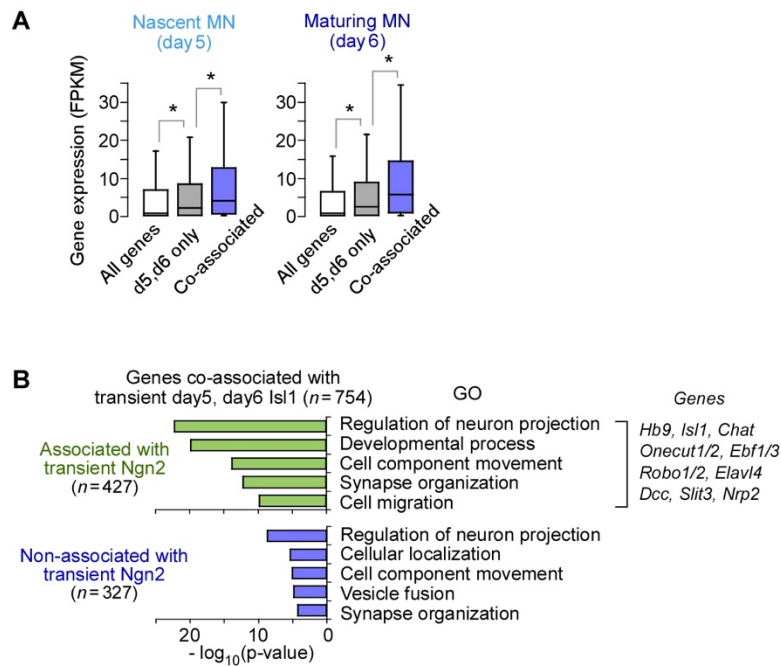 A
Nascent MN
(day5)
Maturing MN
(day6)
Gene expression (FPKM)
30
20
10
0
All genes
d5,d6 only
Co-associated
*
*
30
20
10
0
All genes
d5,d6 only
Co-associated
*
*
B
Genes co-associated with
transient day5, day6 Isl1 (n=754)
GO
Genes
Associated with
transient Ngn2
(n=427)
Regulation of neuron projection
Developmental process
Cell component movement
Synapse organization
Cell migration
Hb9, Isl1, Chat
Onecut1/2, Ebf1/3
Robo1/2, Elavl4
Dcc, Slit3, Nrp2
Non-associated with
transient Ngn2
(n=327)
Regulation of neuron projection
Cellular localization
Cell component movement
Vesicle fusion
Synapse organization
20 10 0
- log10(p-value)